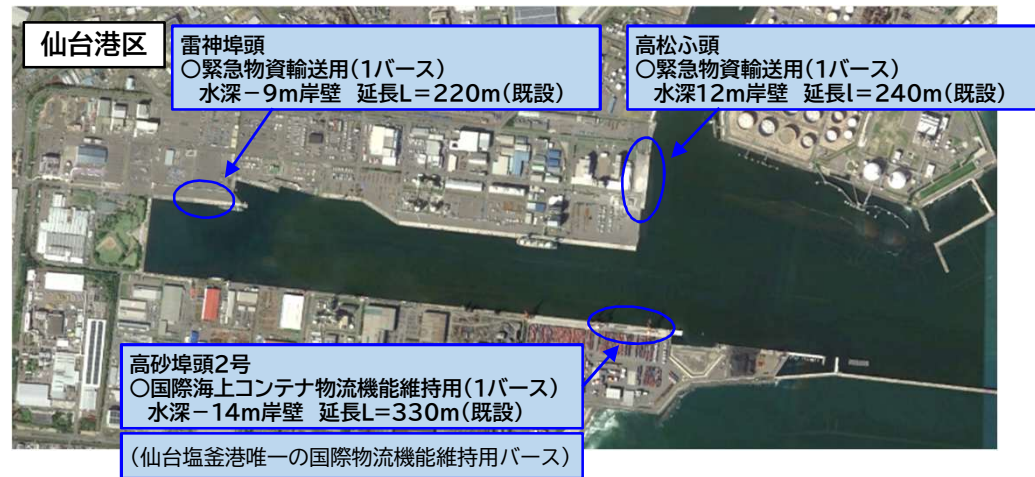 仙台港区
雷神埠頭
○緊急物資輸送用(1バース)
水深－9m岸壁 延長L＝220m(既設)
高松ふ頭
○緊急物資輸送用(1バース)
水深12m岸壁 延長l＝240m(既設)
高砂埠頭2号
○国際海上コンテナ物流機能維持用(1バース)
水深－14m岸壁 延長L=330m(既設)
(仙台塩釜港唯一の国際物流機能維持用バース)